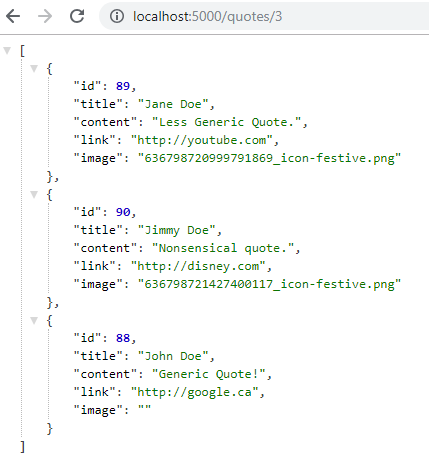 localhost:5000/quotes/3
[
{
"id": 89,
"title": "Jane Doe",
"content": "Less Generic Quote.",
"link": "http://youtube.com",
"image": "636798720999791869_icon-festive.png"
},
{
"id": 90,
"title": "Jimmy Doe",
"content": "Nonsensical quote.",
"link": "http://disney.com",
"image": "636798721427400117_icon-festive.png"
},
{
"id": 88,
"title": "John Doe",
"content": "Generic Quote!",
"link": "http://google.ca",
"image": ""
}
]